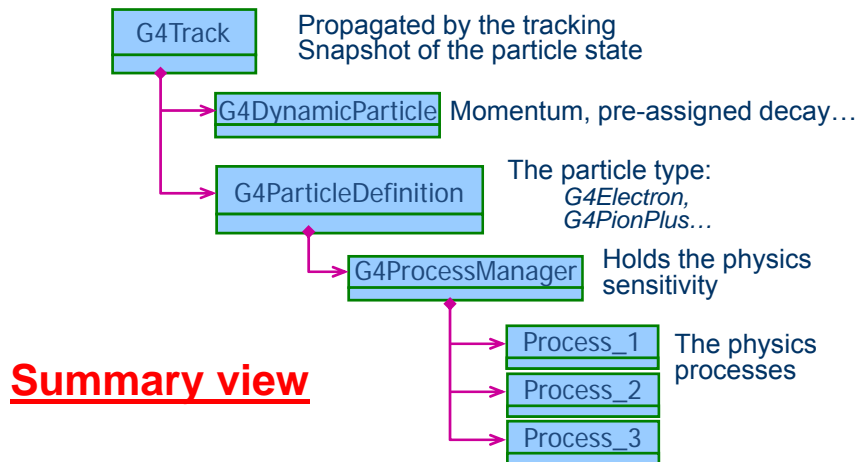 G4Track
Propagated by the tracking
Snapshot of the particle state
G4DynamicParticle
Momentum, pre-assigned decay…
G4ParticleDefinition
The particle type:
G4Electron,
G4PionPlus…
G4ProcessManager
Holds the physics
sensitivity
Process_1
The physics
processes
Process_2
Process_3
Summary view